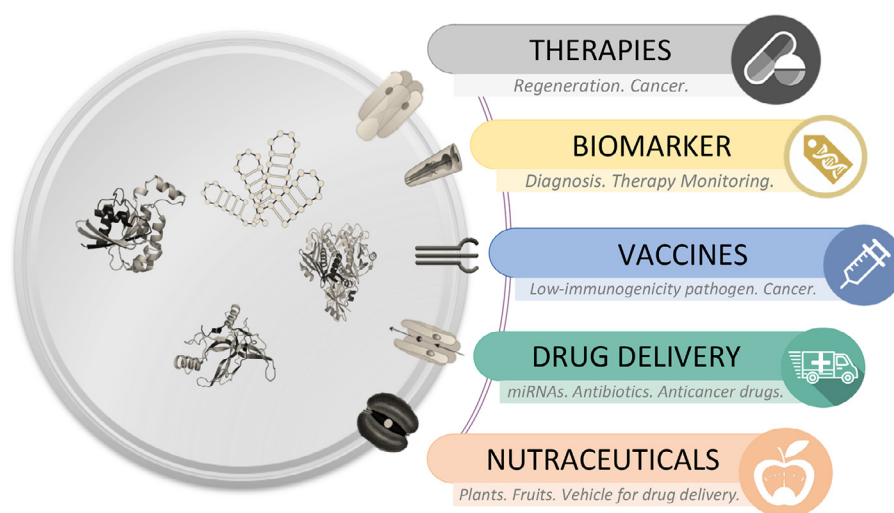 THERAPIES
Regeneration. Cancer.
BIOMARKER
Diagnosis. Therapy Monitoring.
VACCINES
Low-immunogenicity pathogen. Cancer.
DRUG DELIVERY
miRNAs. Antibiotics. Anticancer drugs.
NUTRACEUTICALS
Plants. Fruits. Vehicle for drug delivery.